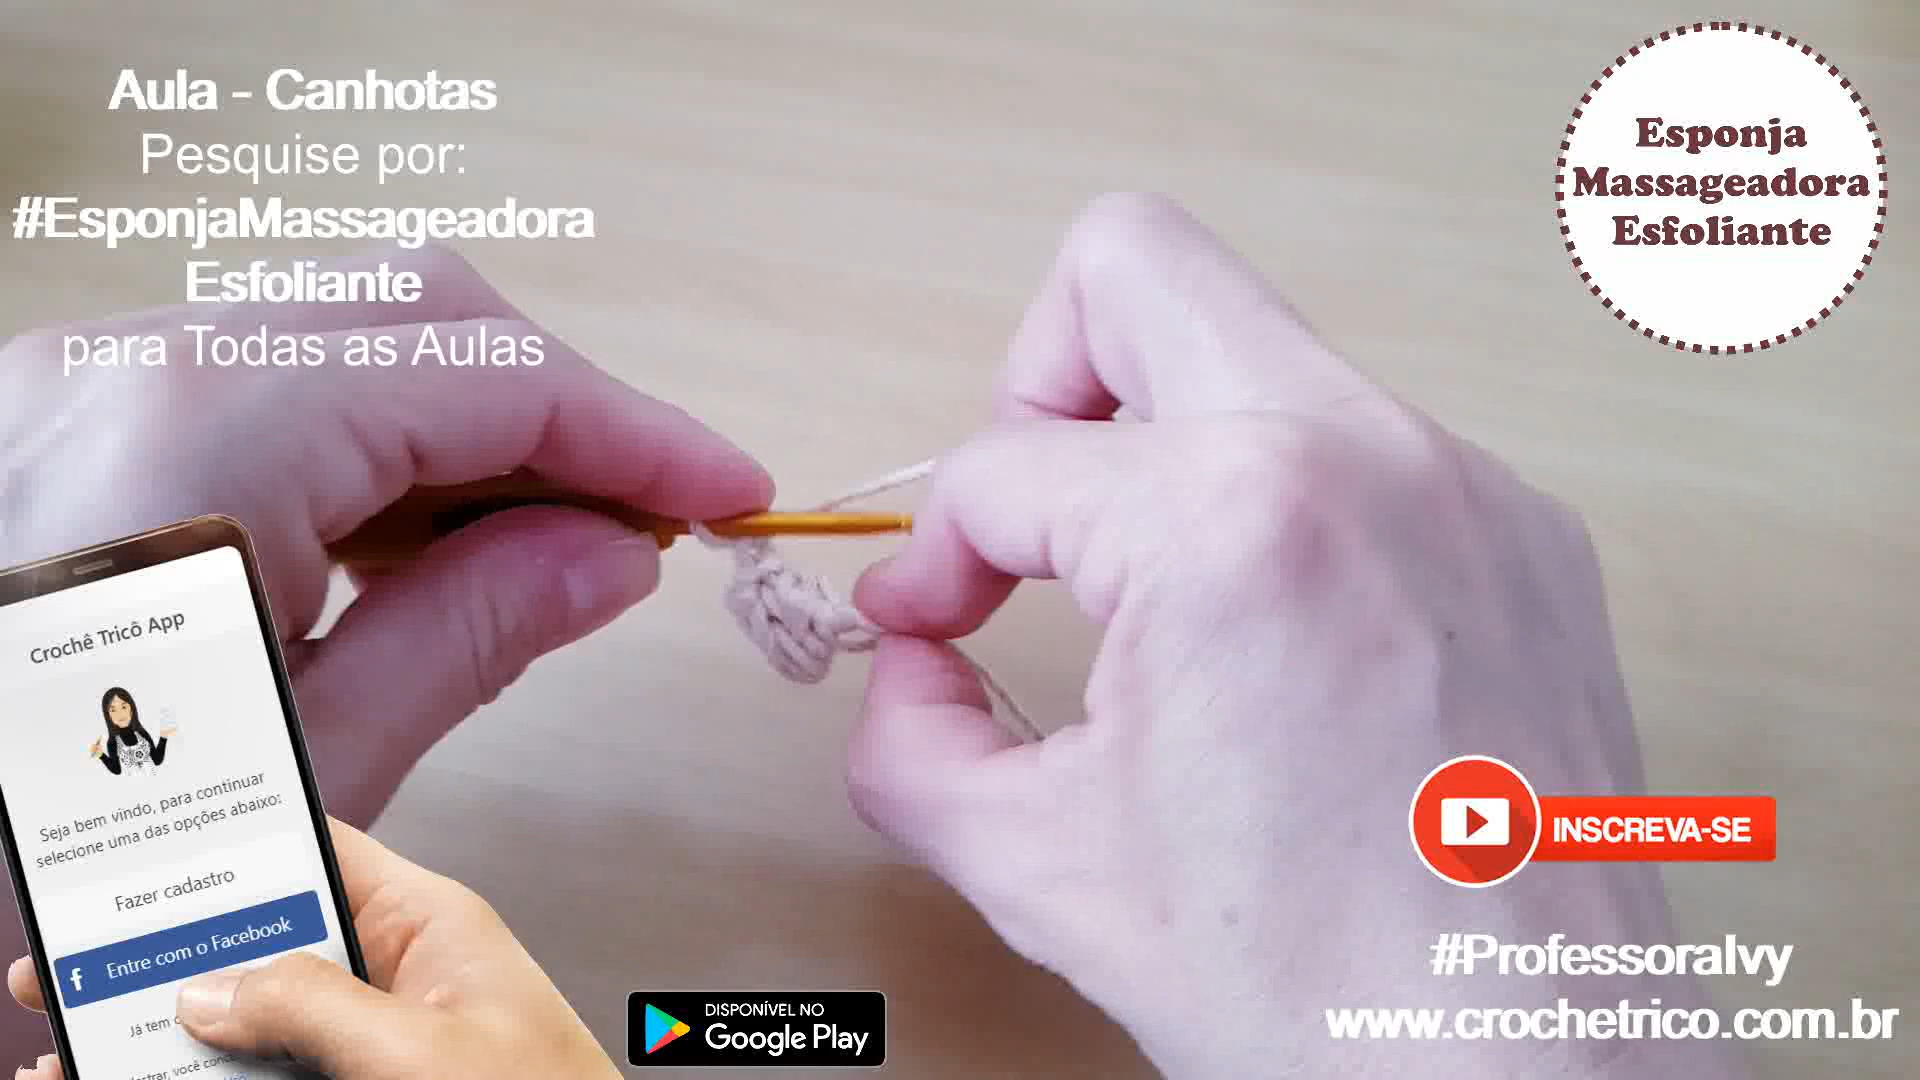 Aula - Canhotas
Pesquise por:
#EsponjaMassageadora
Esfoliante
para Todas as Aulas
Esponja
Massageadora
Esfoliante
Crochê Tricô App
Seja bem vindo, para continuar
selecione uma das opções abaixo:
Fazer cadastro
f Entre com o Facebook
Já tem
você
DISPONÍVEL NO
Google Play
INSCREVA-SE
#ProfessoraIvy
www.crochetrico.com.br